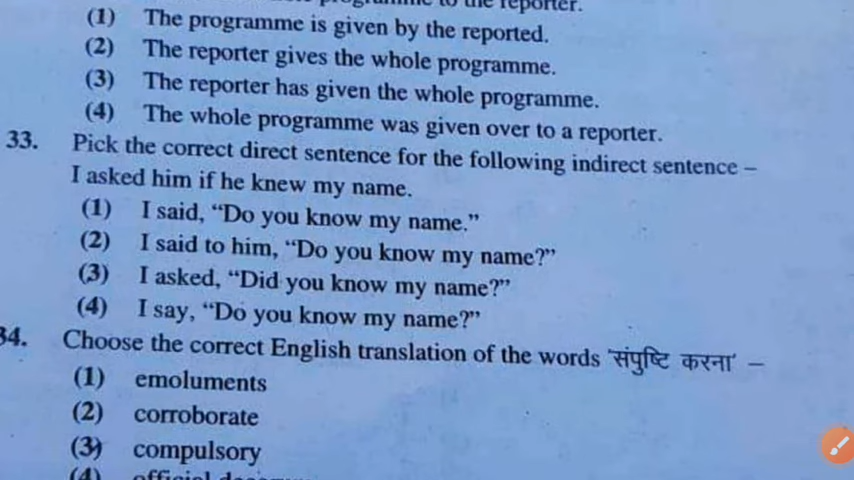 to the reporter.
(1) The programme is given by the reported.
(2) The reporter gives the whole programme.
(3) The reporter has given the whole programme.
(4) The whole programme was given over to a reporter.
33. Pick the correct direct sentence for the following indirect sentence –
I asked him if he knew my name.
(1) I said, “Do you know my name.”
(2) I said to him, “Do you know my name?”
(3) I asked, “Did you know my name?”
(4) I say, “Do you know my name?”
34. Choose the correct English translation of the words 'संपुष्टि करना' –
(1) emoluments
(2) corroborate
(3) compulsory
(4) official